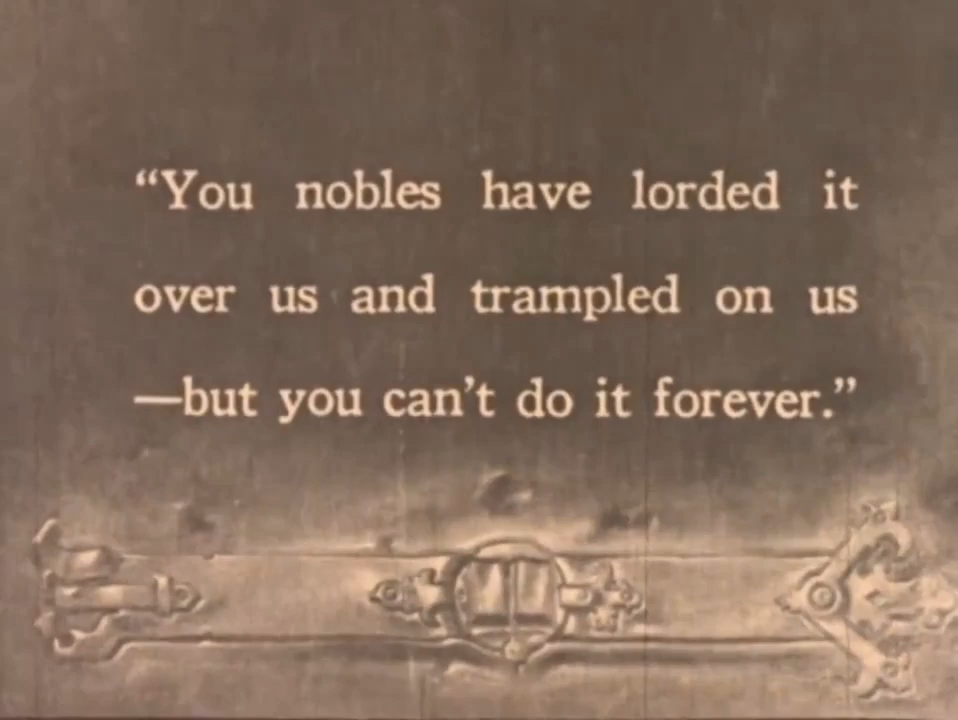 “You nobles have lorded it
over us and trampled on us
—but you can’t do it forever.”